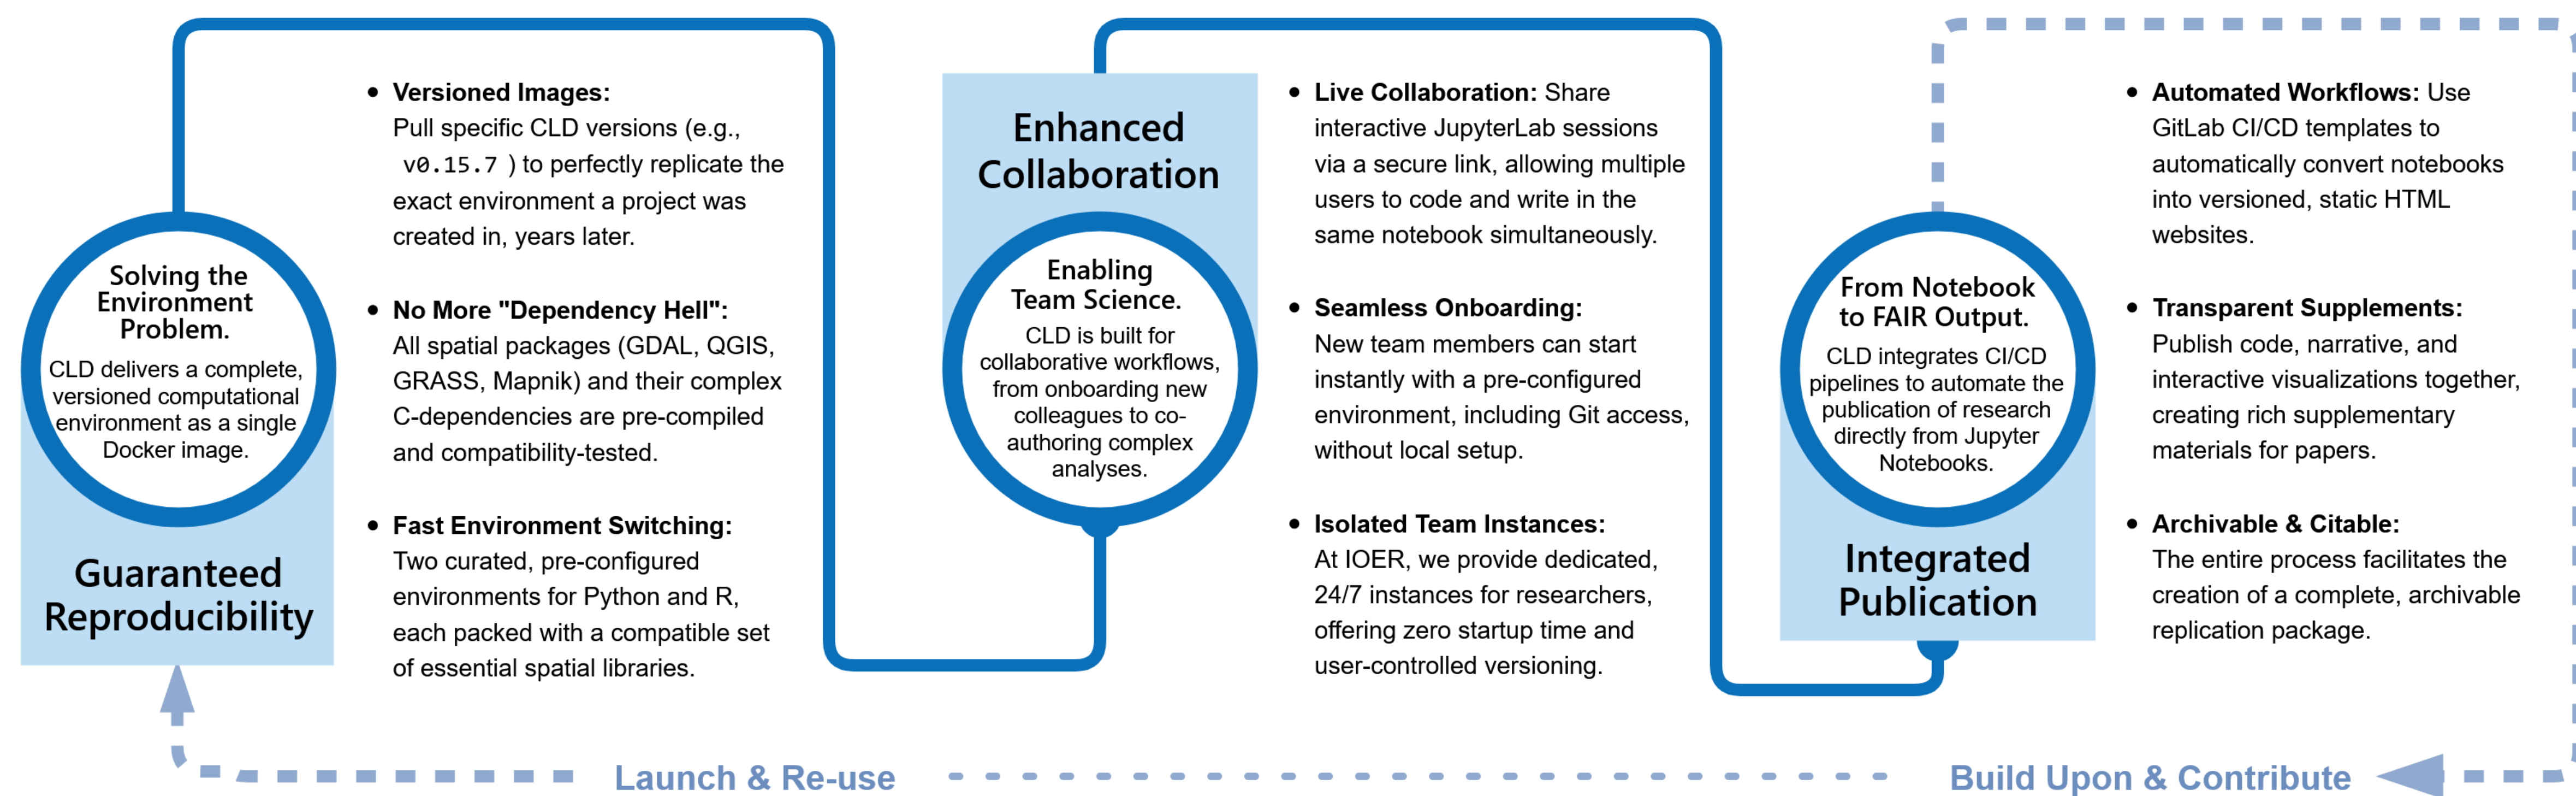 Solving the
Environment
Problem.
CLD delivers a complete,
versioned computational
environment as a single
Docker image.
Guaranteed
Reproducibility
• Versioned Images:
Pull specific CLD versions (e.g.,
v0.15.7 ) to perfectly replicate the
exact environment a project was
created in, years later.
• No More "Dependency Hell":
All spatial packages (GDAL, QGIS,
GRASS, Mapnik) and their complex
C-dependencies are pre-compiled
and compatibility-tested.
• Fast Environment Switching:
Two curated, pre-configured
environments for Python and R,
each packed with a compatible set
of essential spatial libraries.
Enhanced
Collaboration
Enabling
Team Science.
CLD is built for
collaborative workflows,
from onboarding new
colleagues to co-
authoring complex
analyses.
• Live Collaboration: Share
interactive JupyterLab sessions
via a secure link, allowing multiple
users to code and write in the
same notebook simultaneously.
• Seamless Onboarding:
New team members can start
instantly with a pre-configured
environment, including Git access,
without local setup.
• Isolated Team Instances:
At IOER, we provide dedicated,
24/7 instances for researchers,
offering zero startup time and
user-controlled versioning.
From Notebook
to FAIR Output.
CLD integrates CI/CD
pipelines to automate the
publication of research
directly from Jupyter
Notebooks.
Integrated
Publication
• Automated Workflows: Use
GitLab CI/CD templates to
automatically convert notebooks
into versioned, static HTML
websites.
• Transparent Supplements:
Publish code, narrative, and
interactive visualizations together,
creating rich supplementary
materials for papers.
• Archivable & Citable:
The entire process facilitates the
creation of a complete, archivable
replication package.
Launch & Re-use
Build Upon & Contribute